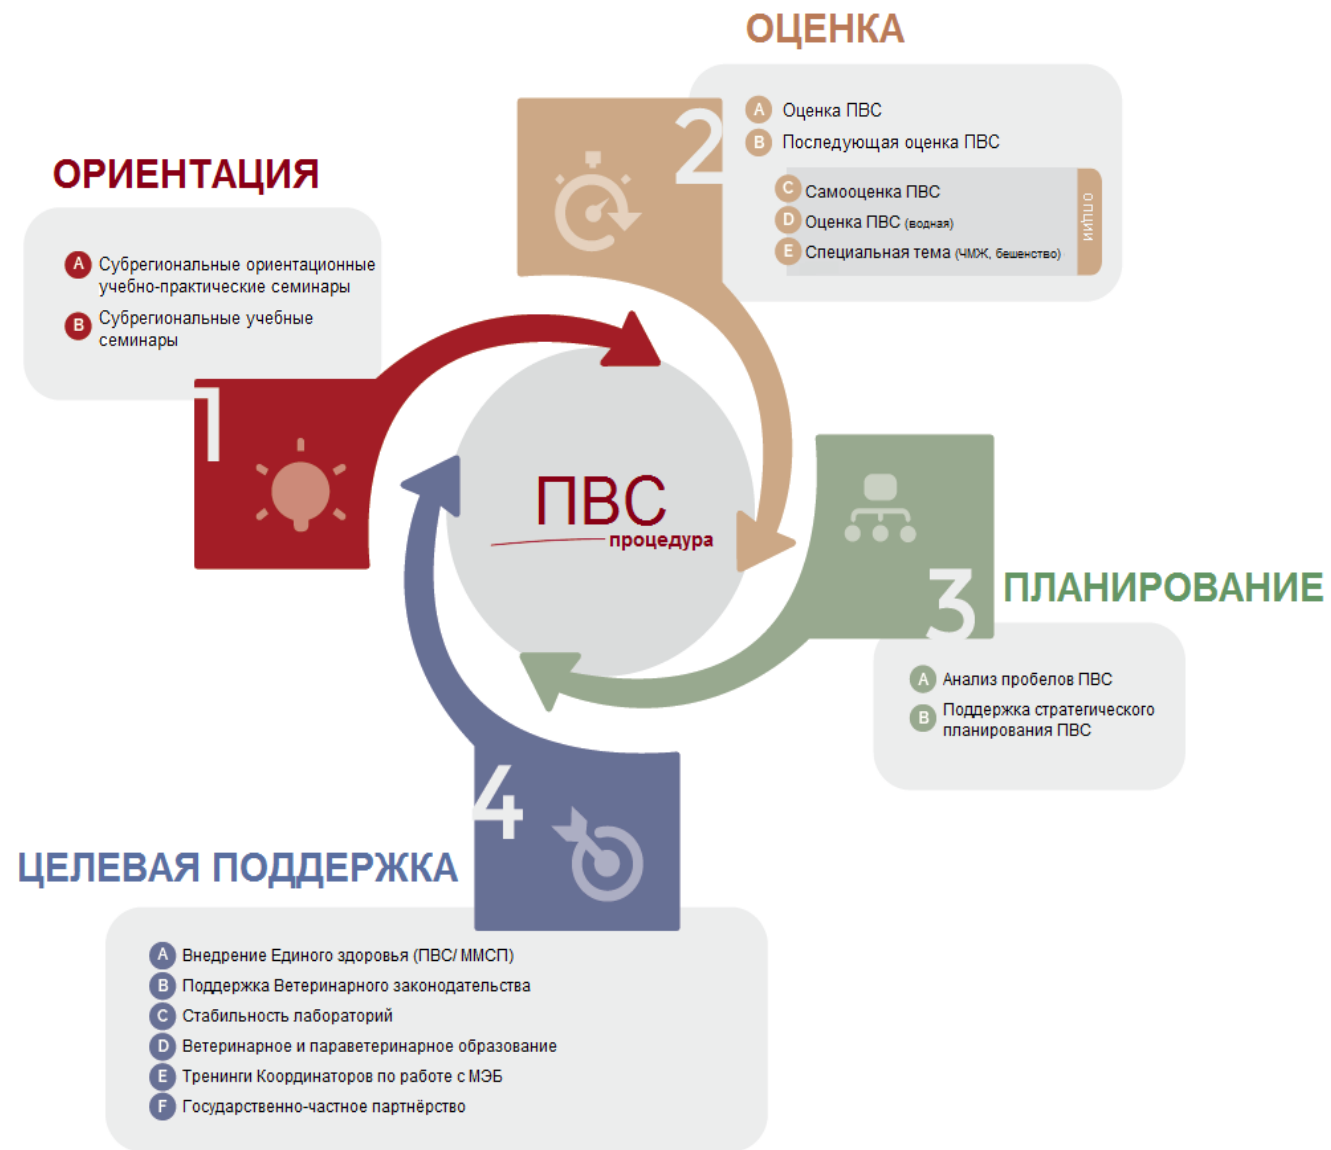 ОЦЕНКА
2
A Оценка ПВС
B Последующая оценка ПВС
C Самооценка ПВС
D Оценка ПВС (водная)
E Специальная тема (ЧМЖ, бешенство)
опции
ОРИЕНТАЦИЯ
A Субрегиональные ориентационные
учебно-практические семинары
B Субрегиональные учебные
семинары
1
ПВС
процедура
3
ПЛАНИРОВАНИЕ
A Анализ пробелов ПВС
B Поддержка стратегического
планирования ПВС
4
ЦЕЛЕВАЯ ПОДДЕРЖКА
A Внедрение Единого здоровья (ПВС/ ММСП)
B Поддержка Ветеринарного законодательства
C Стабильность лабораторий
D Ветеринарное и параветеринарное образование
E Тренинги Координаторов по работе с МЭБ
F Государственно-частное партнёрство